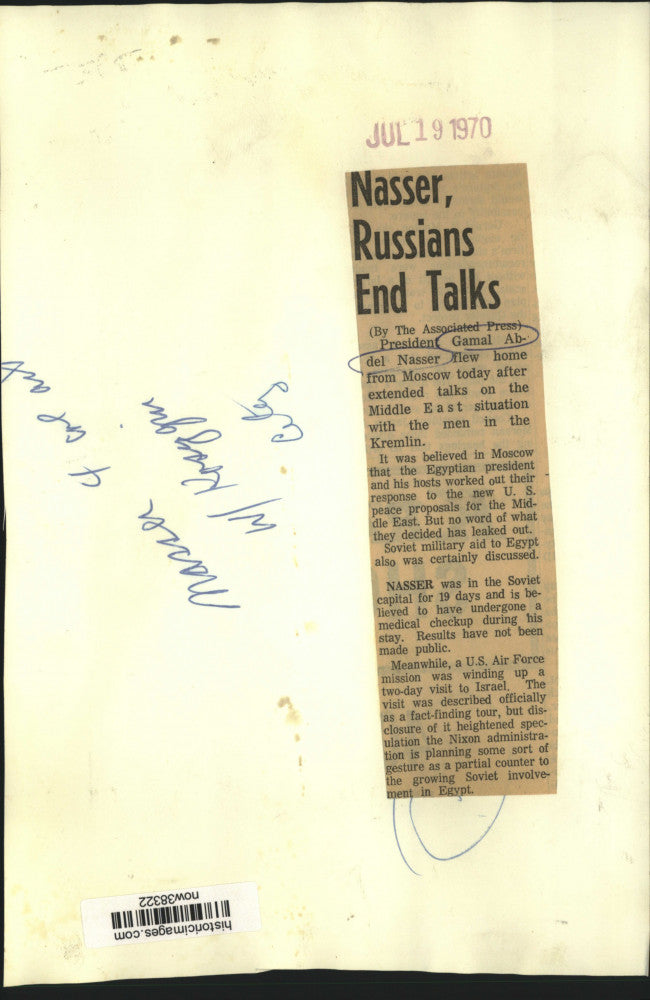 JUL 19 1970
Nasser,
Russians
End Talks
(By The Associated Press)
President Gamal Ab-
del Nasser flew home
from Moscow today after
extended talks on the
Middle East situation
with the men in the
Kremlin.
It was believed in Moscow
that the Egyptian president
and his hosts worked out their
response to the new U. S.
peace proposals for the Mid-
dle East. But no word of what
they decided has leaked out.
Soviet military aid to Egypt
also was certainly discussed.
NASSER was in the Soviet
capital for 19 days and is be-
lieved to have undergone a
medical checkup during his
stay. Results have not been
made public.
Meanwhile, a U.S. Air Force
mission was winding up a
two-day visit to Israel. The
visit was described officially
as a fact-finding tour, but dis-
closure of it heightened spec-
ulation the Nixon administra-
tion is planning some sort of
gesture as a partial counter to
the growing Soviet involve-
ment in Egypt.
4 col
Nasser
w/
historicimages.com
now38322